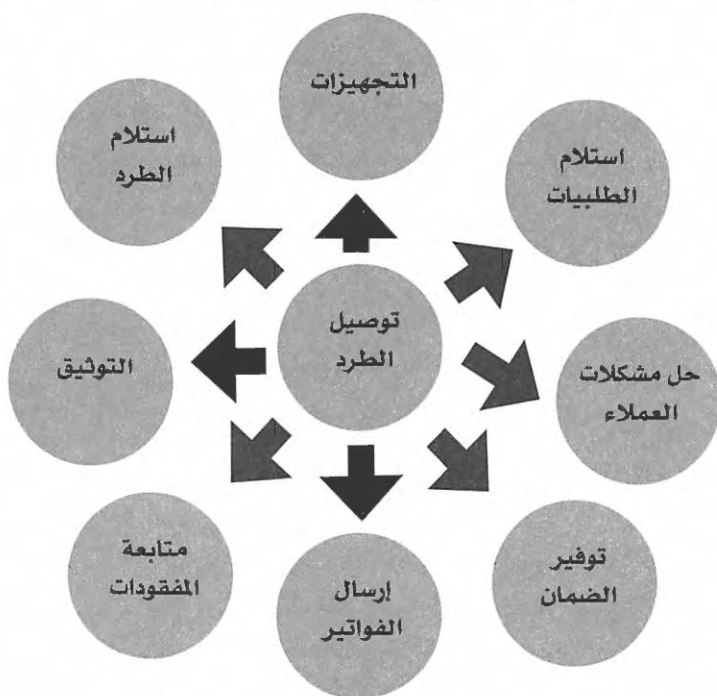 التجهيزات
استلام
الطلبيات
حل مشكلات
العملاء
توفير
الضمان
إرسال
الفواتير
متابعة
المفقودات
التوثيق
استلام
الطرد
توصيل
الطرد